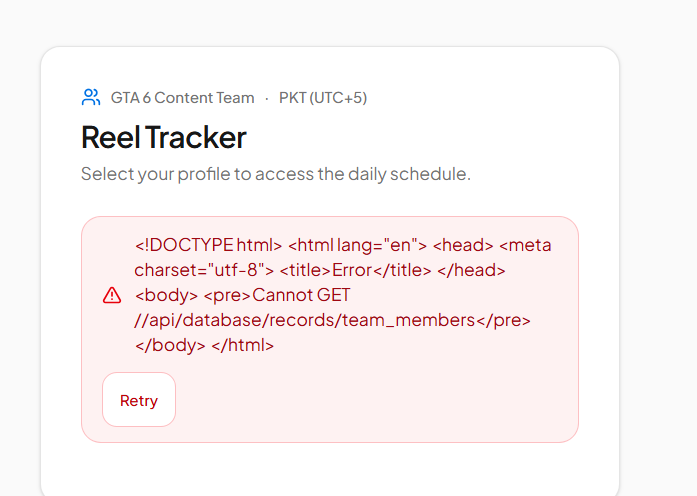 GTA 6 Content Team · PKT (UTC+5)
Reel Tracker
Select your profile to access the daily schedule.
<!DOCTYPE html> <html lang="en"> <head> <meta
charset="utf-8"> <title>Error</title> </head>
<body> <pre>Cannot GET
//api/database/records/team_members</pre>
</body> </html>
Retry